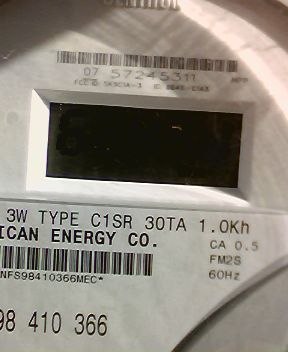 07 57245311
3W TYPE C1SR 30TA 1.0Kh
ICAN ENERGY CO.
CA 0.5
FM2S
60Hz
NFS98410366MEC*
98 410 366